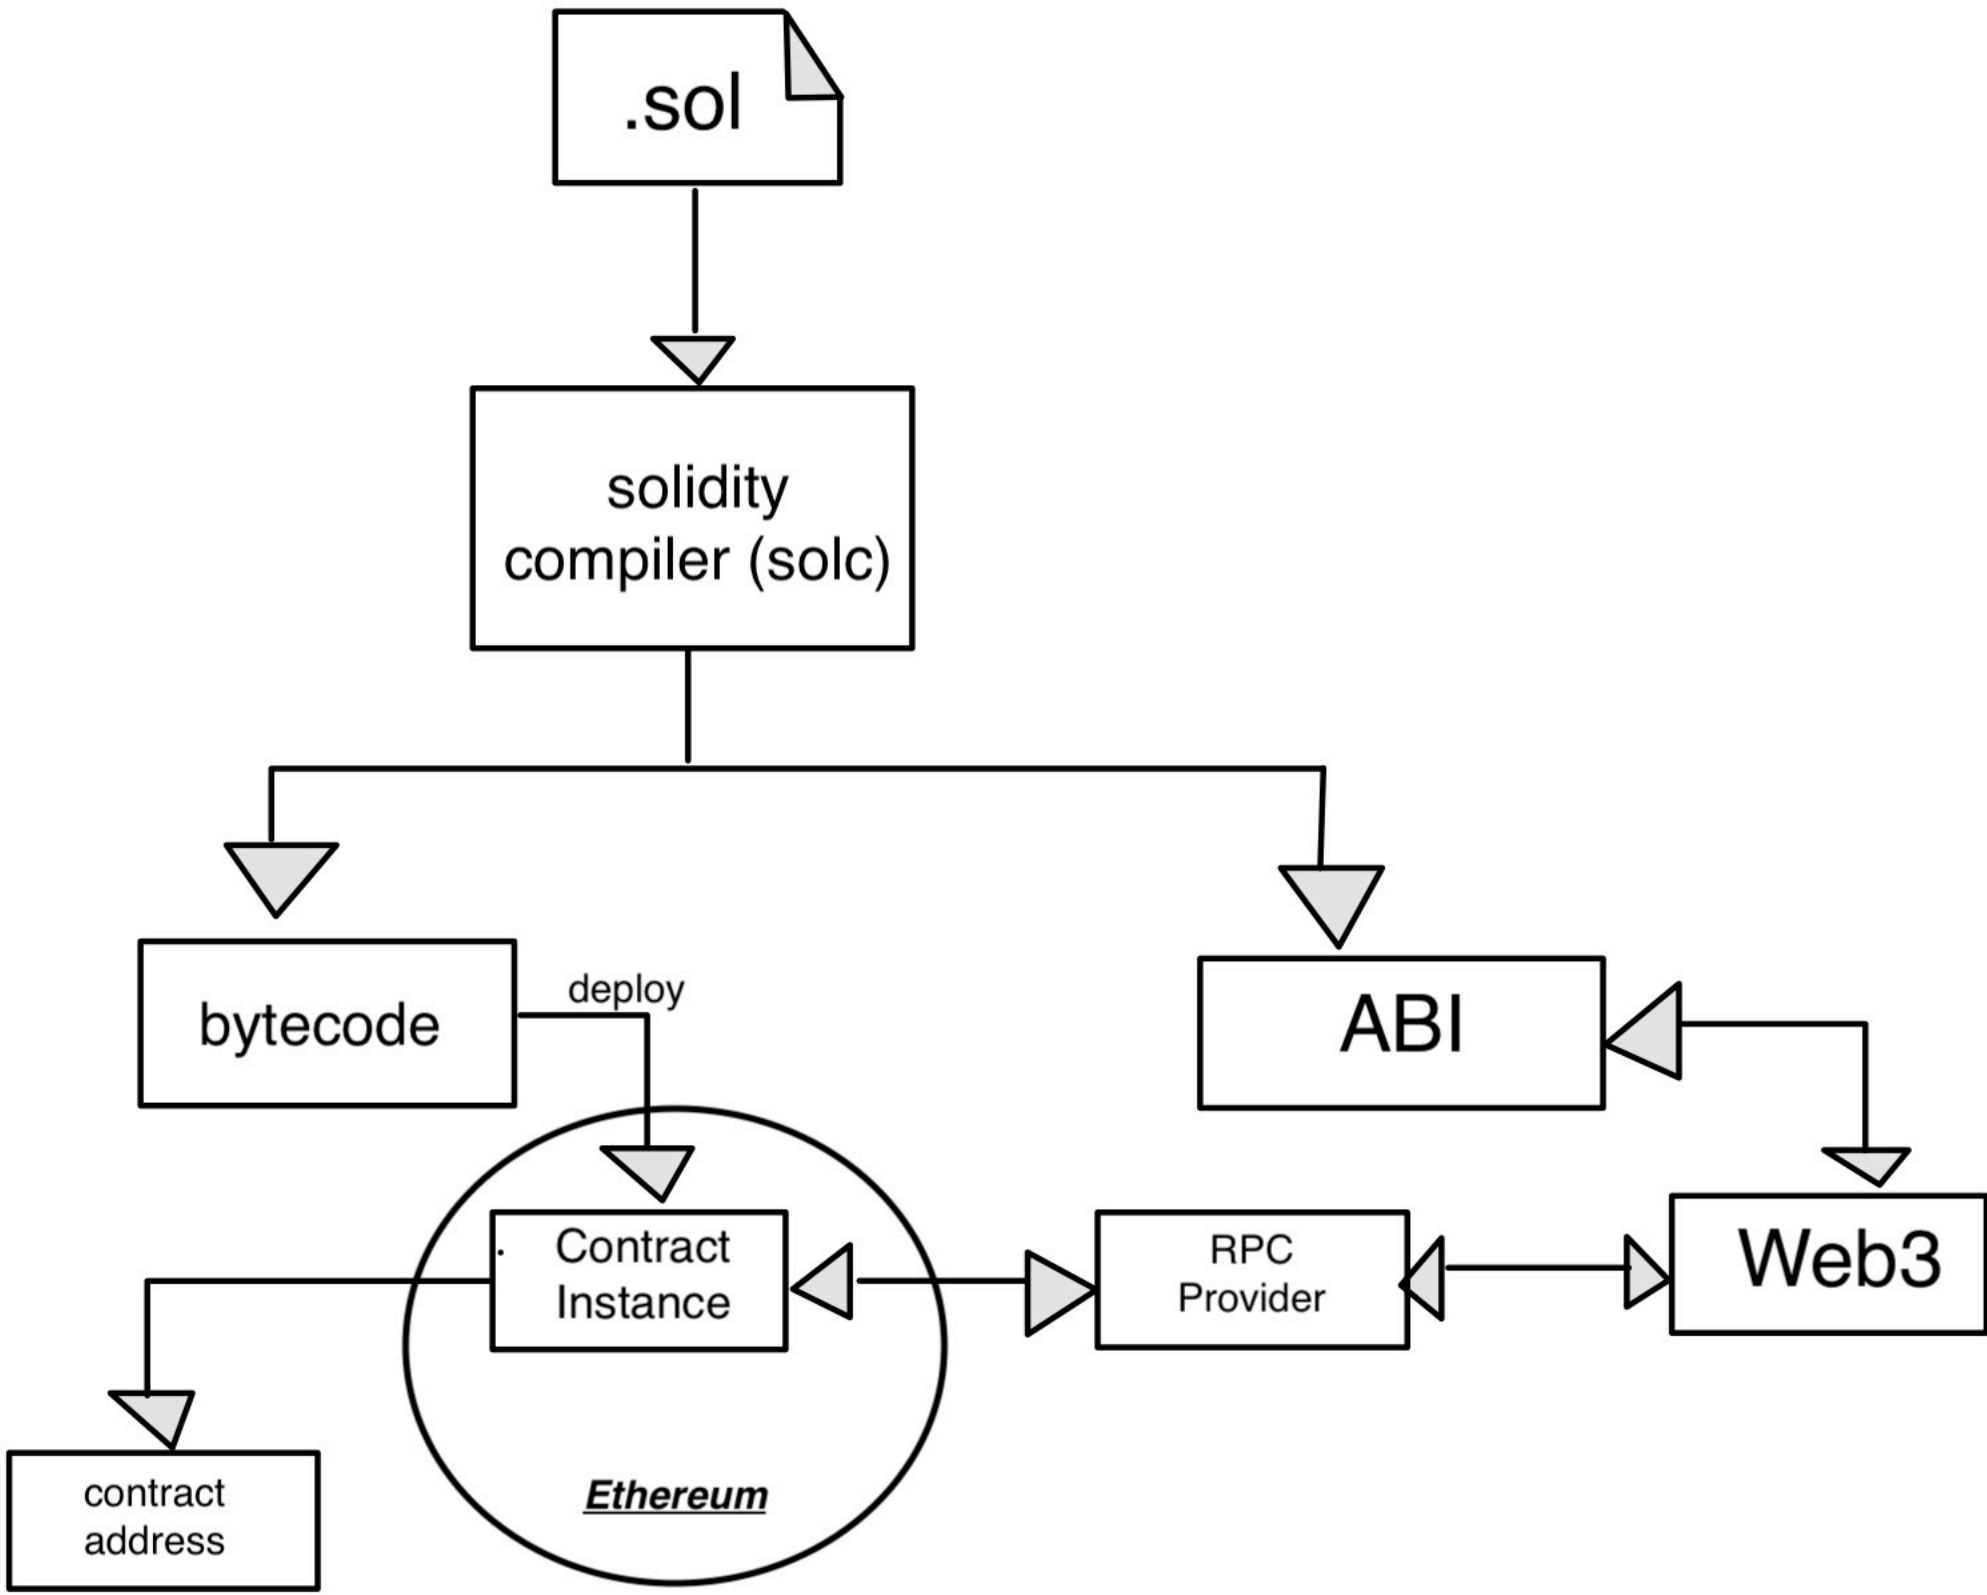 .sol
solidity
compiler (solc)
bytecode
deploy
ABI
Contract
Instance
RPC
Provider
Web3
contract
address
Ethereum